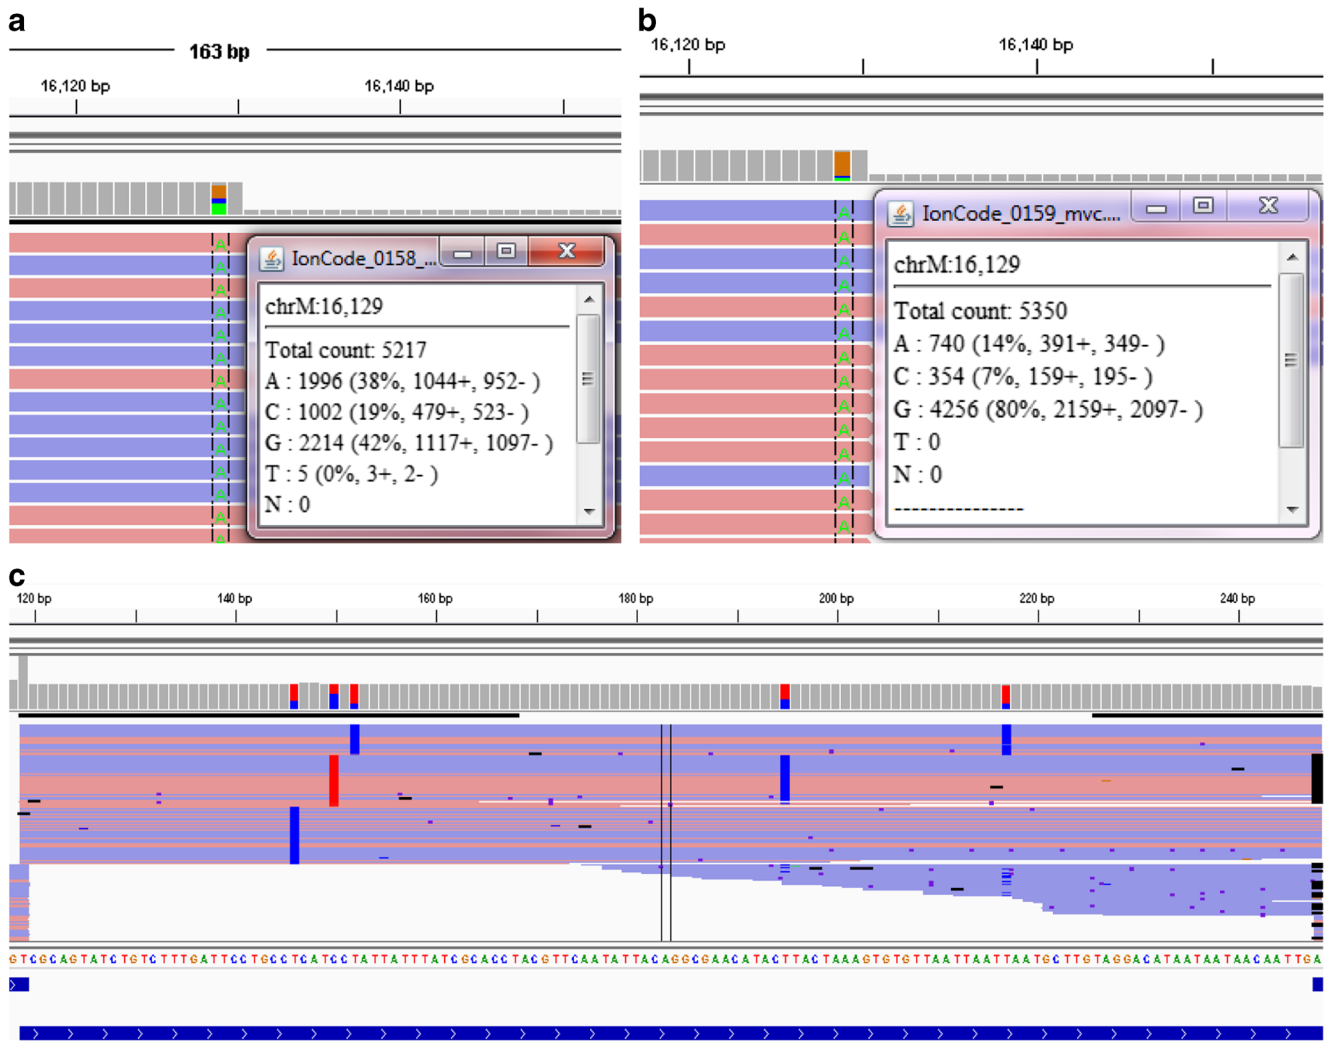 a
163 bp
16,120 bp 16,140 bp
IonCode_0158_...
chrM:16,129
Total count: 5217
A : 1996 (38%, 1044+, 952- )
C : 1002 (19%, 479+, 523- )
G : 2214 (42%, 1117+, 1097- )
T : 5 (0%, 3+, 2- )
N : 0
A
A
A
A
A
A
A
A
A
A
A
A
A
A
b
16,120 bp 16,140 bp
IonCode_0159_mvc....
chrM:16,129
Total count: 5350
A : 740 (14%, 391+, 349- )
C : 354 (7%, 159+, 195- )
G : 4256 (80%, 2159+, 2097- )
T : 0
N : 0
---------------
A
A
A
A
A
A
A
A
A
A
A
A
A
A
c
120 bp 140 bp 160 bp 180 bp 200 bp 220 bp 240 bp
GTCGCAGTATCTGTCTTTGATTCCTGCCTCATCCTATTATTTATCGCACCTACGTTCAATATTACAGGCGAACATACTTACTAAAGTGTGTTAATTAATTAATGCTTGTAGGACATAATAATAACAATTGA